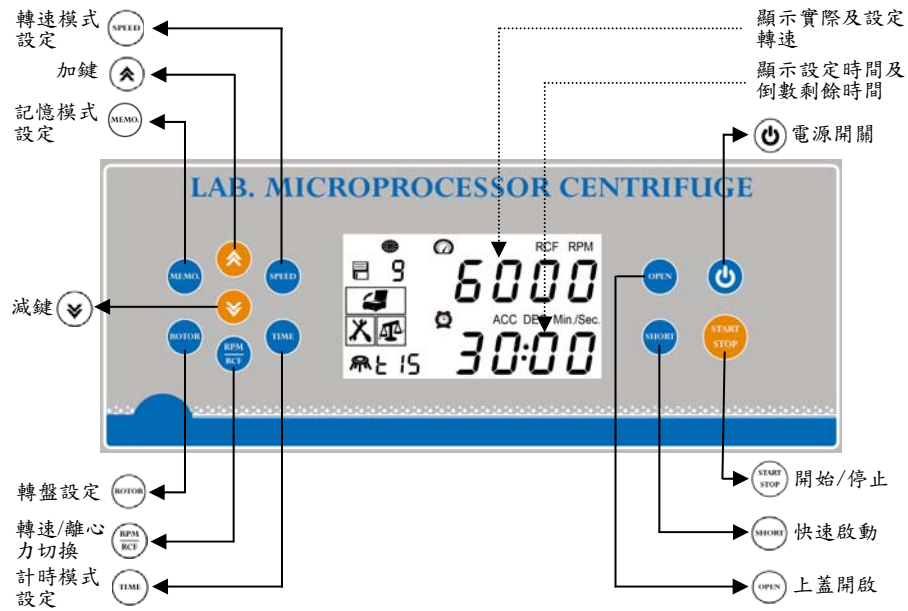 轉速模式
設定
SPEED
加鍵
記憶模式
設定
MEMO.
顯示實際及設定
轉速
顯示設定時間及
倒數剩餘時間
電源開關
LAB. MICROPROCESSOR CENTRIFUGE
MEMO.
SPEED
ROTOR
RPM
RCF
TIME
RCF RPM
9
6000
ACC DEC Min./Sec.
t 15
30:00
OPEN
SHORT
START
STOP
減鍵
轉盤設定
ROTOR
轉速/離心
力切換
RPM
RCF
計時模式
設定
TIME
START
STOP
開始/停止
SHORT
快速啟動
OPEN
上蓋開啟